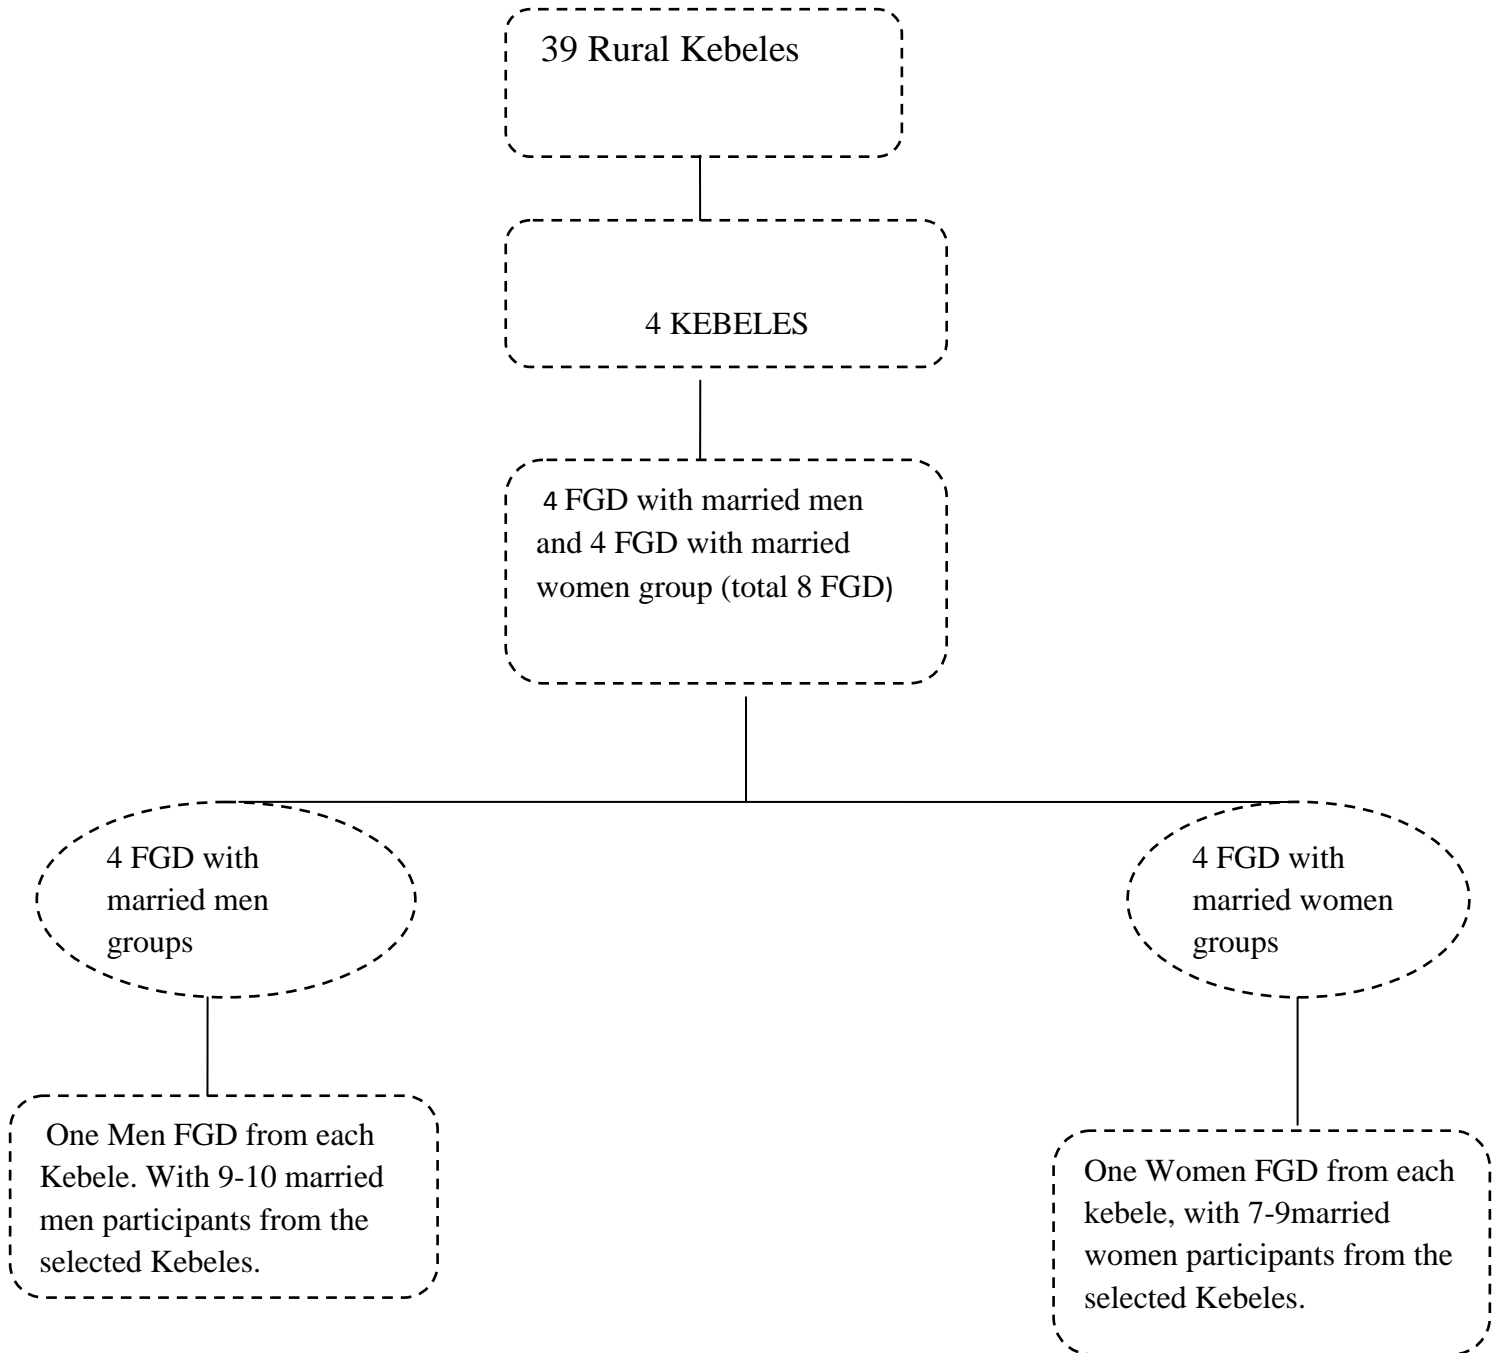 39 Rural Kebeles
4 KEBELES
4 FGD with married men
and 4 FGD with married
women group (total 8 FGD)
4 FGD with
married men
groups
4 FGD with
married women
groups
One Men FGD from each
Kebele. With 9-10 married
men participants from the
selected Kebeles.
One Women FGD from each
kebele, with 7-9married
women participants from the
selected Kebeles.